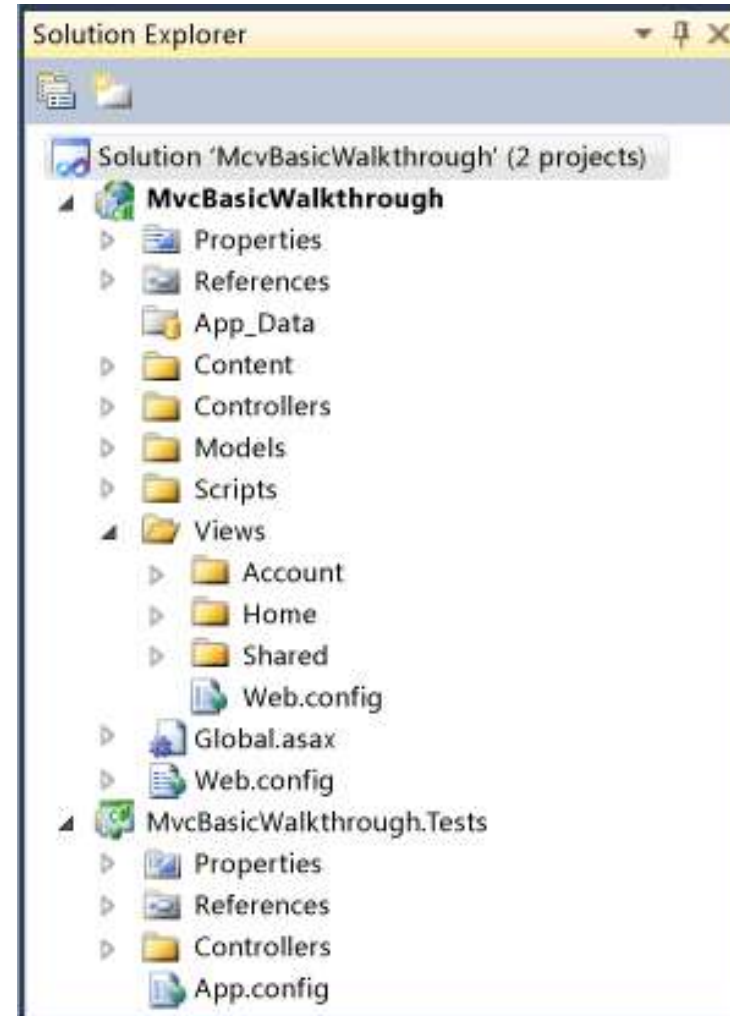 Solution Explorer
Solution 'McvBasicWalkthrough' (2 projects)
MvcBasicWalkthrough
Properties
References
App_Data
Content
Controllers
Models
Scripts
Views
Account
Home
Shared
Web.config
Global.asax
Web.config
MvcBasicWalkthrough.Tests
Properties
References
Controllers
App.config